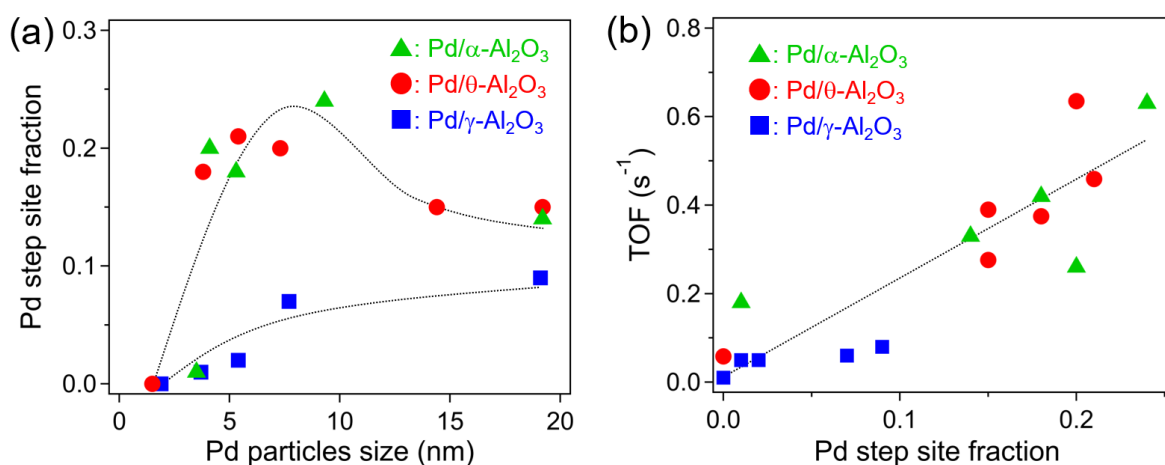 (a)
0.3
0.2
0.1
0.0
Pd step site fraction
: Pd/α-Al₂O₃
: Pd/θ-Al₂O₃
: Pd/γ-Al₂O₃
0 5 10 15 20
Pd particles size (nm)
(b)
0.8
0.6
0.4
0.2
0.0
TOF (s⁻¹)
: Pd/α-Al₂O₃
: Pd/θ-Al₂O₃
: Pd/γ-Al₂O₃
0.0 0.1 0.2
Pd step site fraction